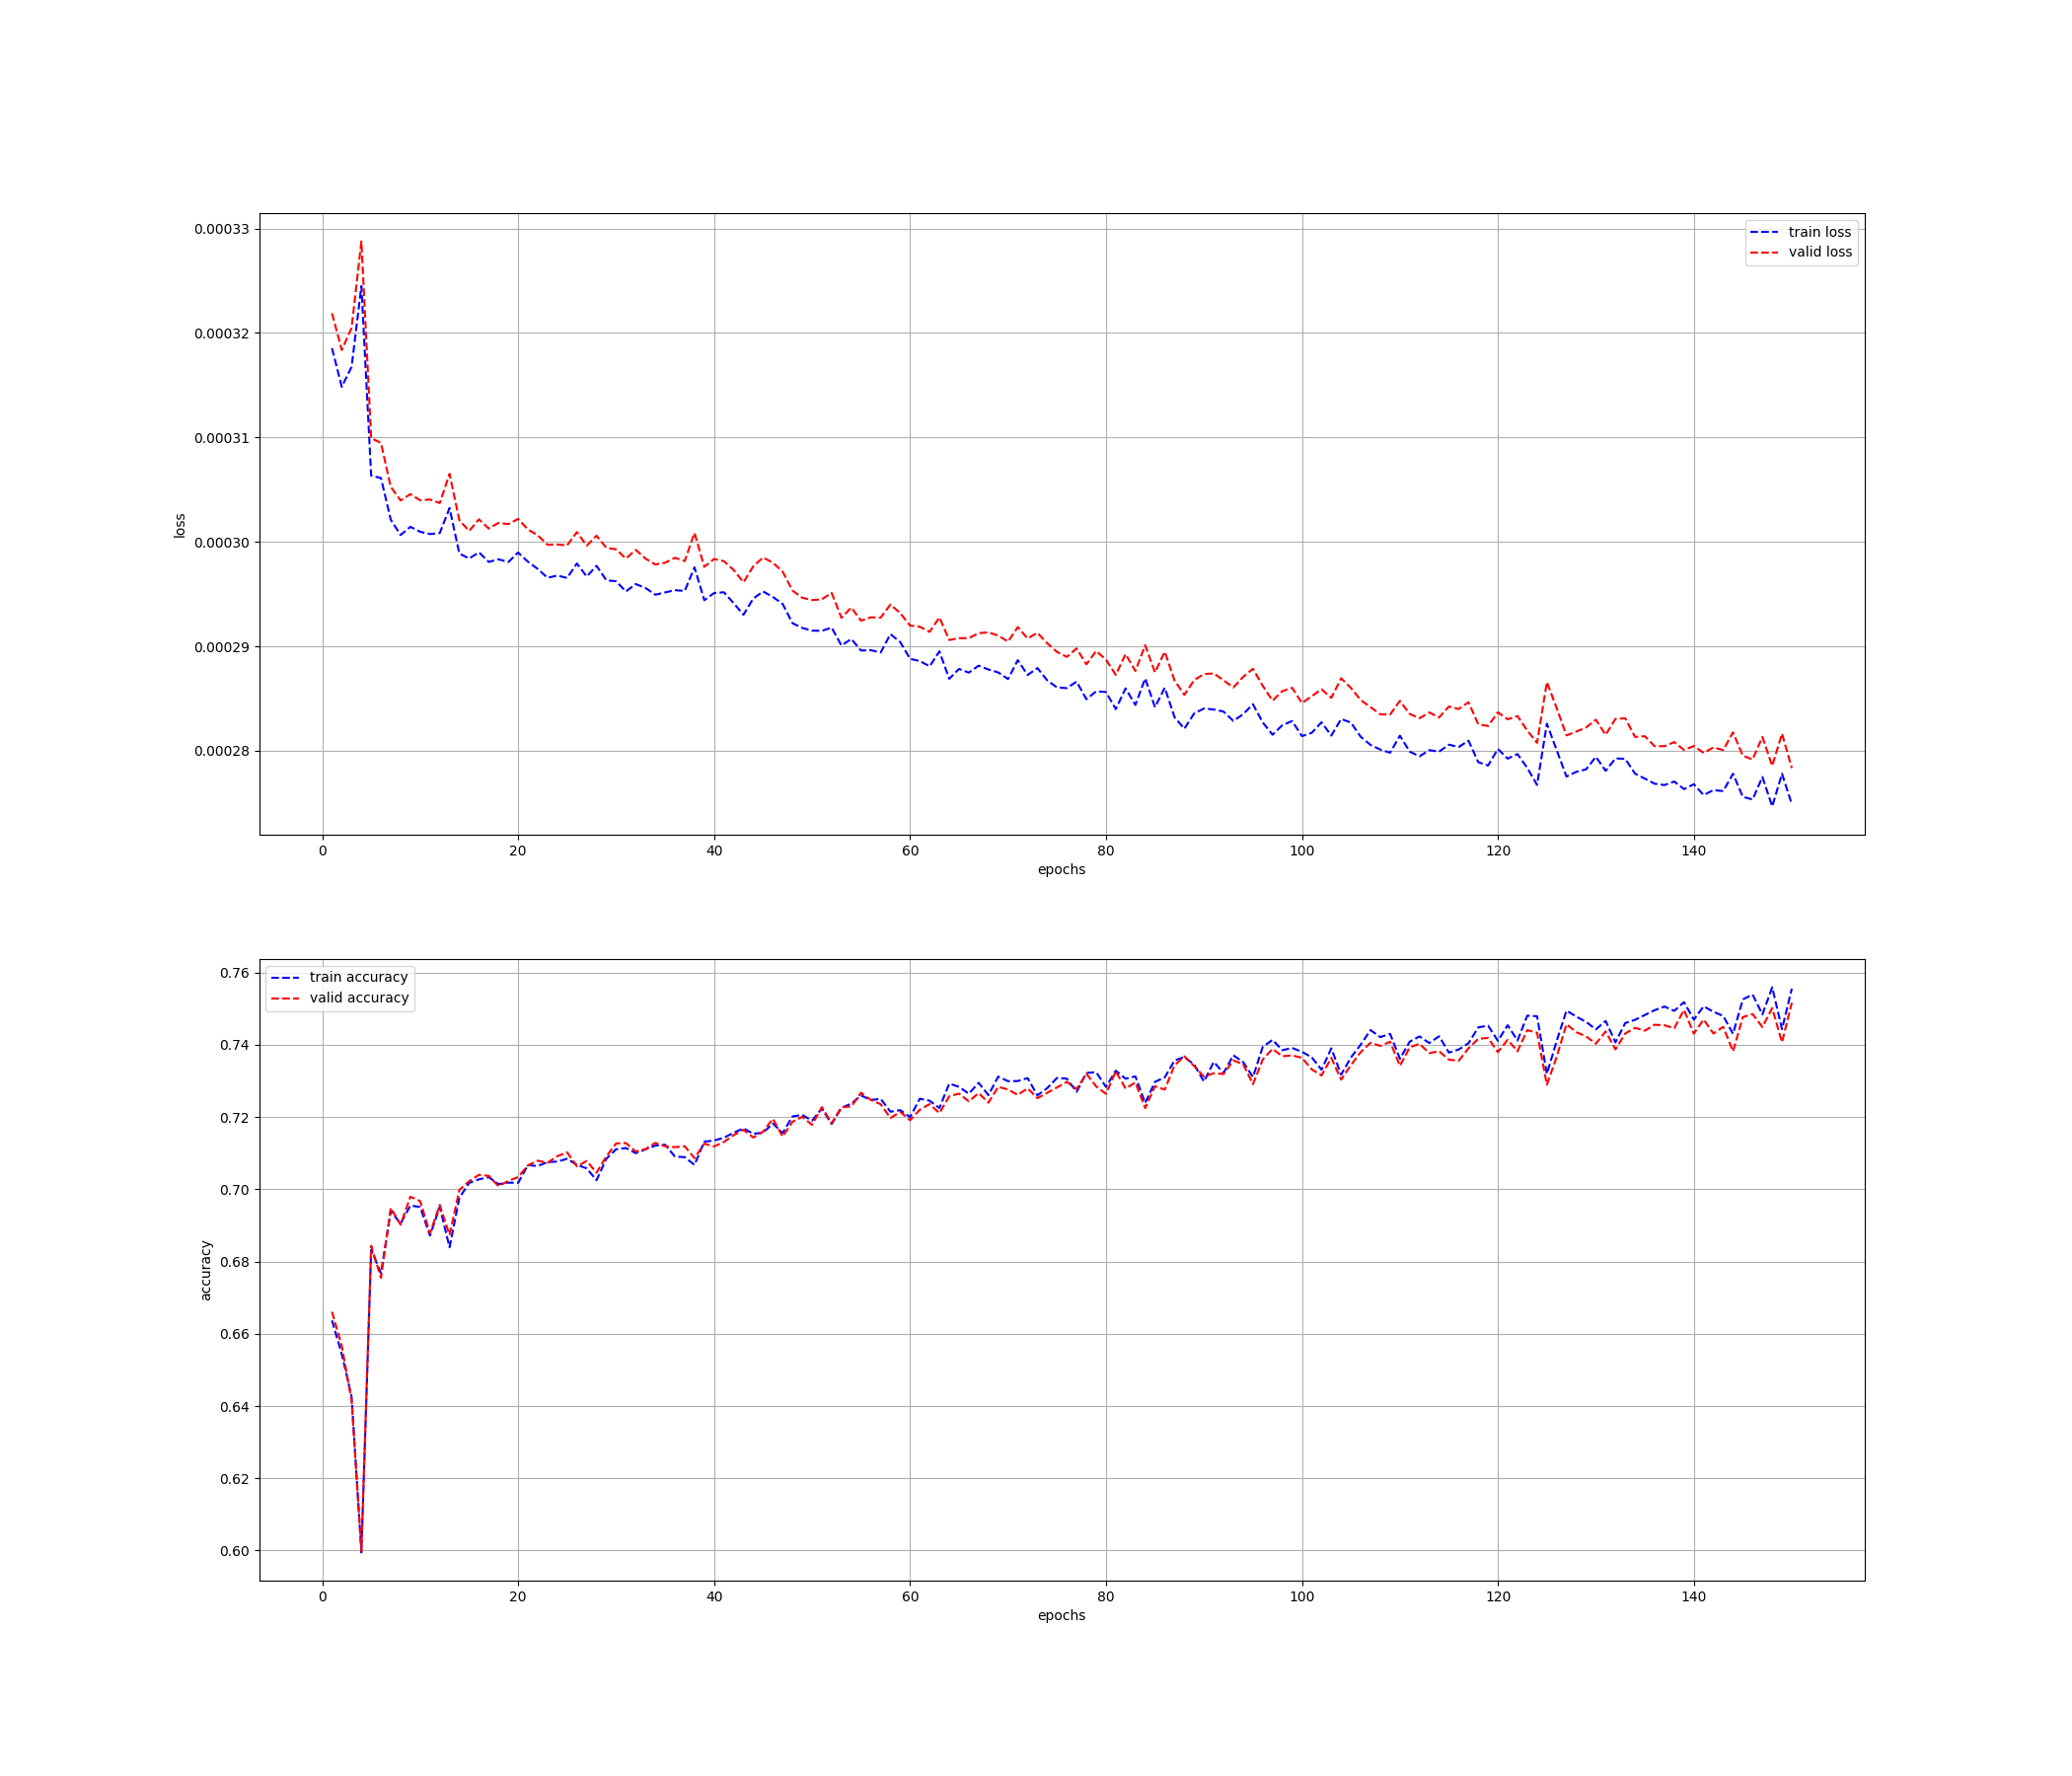 0.00033
0.00032
0.00031
0.00030
0.00029
0.00028
loss
train loss
valid loss
0 20 40 60 80 100 120 140
epochs
0.76
0.74
0.72
0.70
0.68
0.66
0.64
0.62
0.60
accuracy
train accuracy
valid accuracy
0 20 40 60 80 100 120 140
epochs